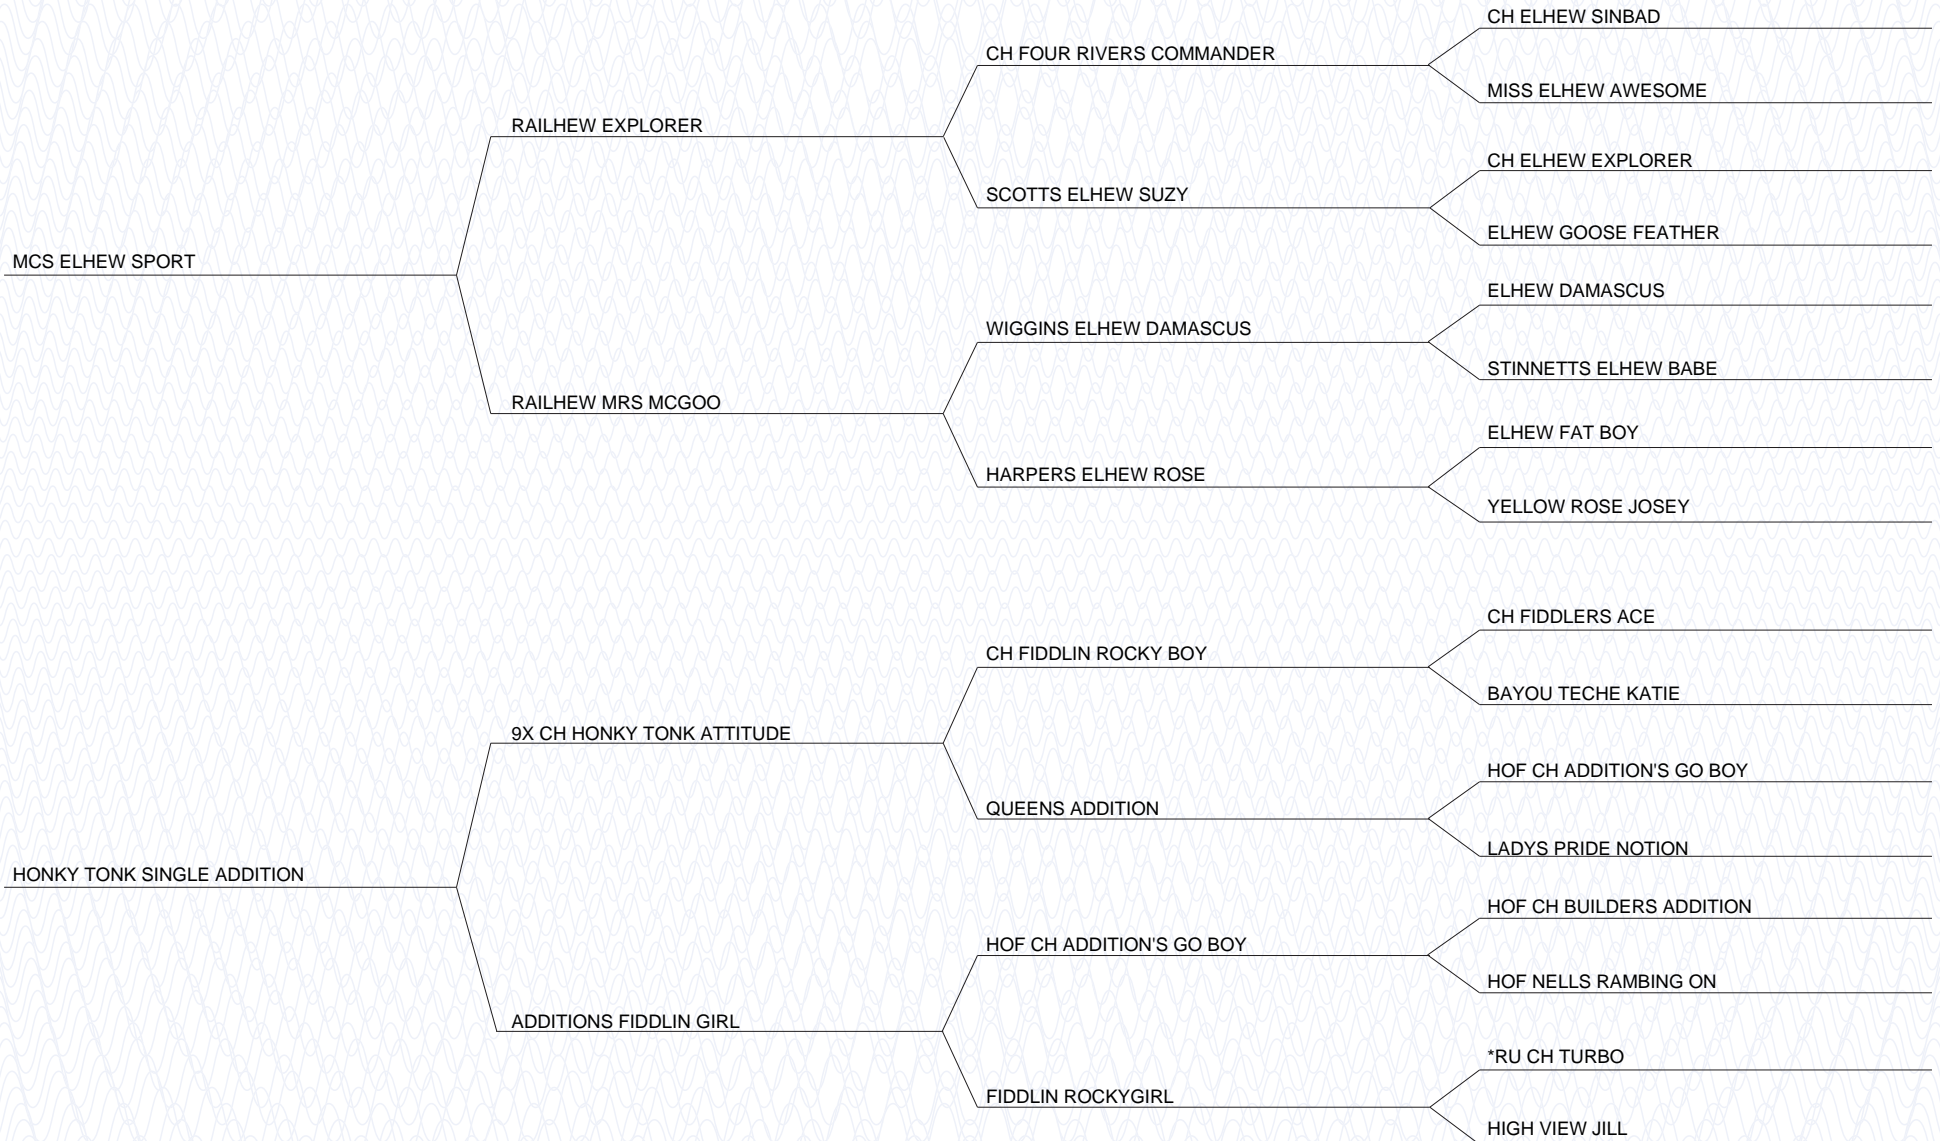 CH ELHEW SINBAD
CH FOUR RIVERS COMMANDER
MISS ELHEW AWESOME
RAILHEW EXPLORER
CH ELHEW EXPLORER
SCOTTS ELHEW SUZY
ELHEW GOOSE FEATHER
MCS ELHEW SPORT
ELHEW DAMASCUS
WIGGINS ELHEW DAMASCUS
STINNETTS ELHEW BABE
RAILHEW MRS MCGOO
ELHEW FAT BOY
HARPERS ELHEW ROSE
YELLOW ROSE JOSEY
CH FIDDLERS ACE
CH FIDDLIN ROCKY BOY
BAYOU TECHE KATIE
9X CH HONKY TONK ATTITUDE
HOF CH ADDITION'S GO BOY
QUEENS ADDITION
LADYS PRIDE NOTION
HONKY TONK SINGLE ADDITION
HOF CH BUILDERS ADDITION
HOF CH ADDITION'S GO BOY
HOF NELLS RAMBING ON
ADDITIONS FIDDLIN GIRL
*RU CH TURBO
FIDDLIN ROCKYGIRL
HIGH VIEW JILL